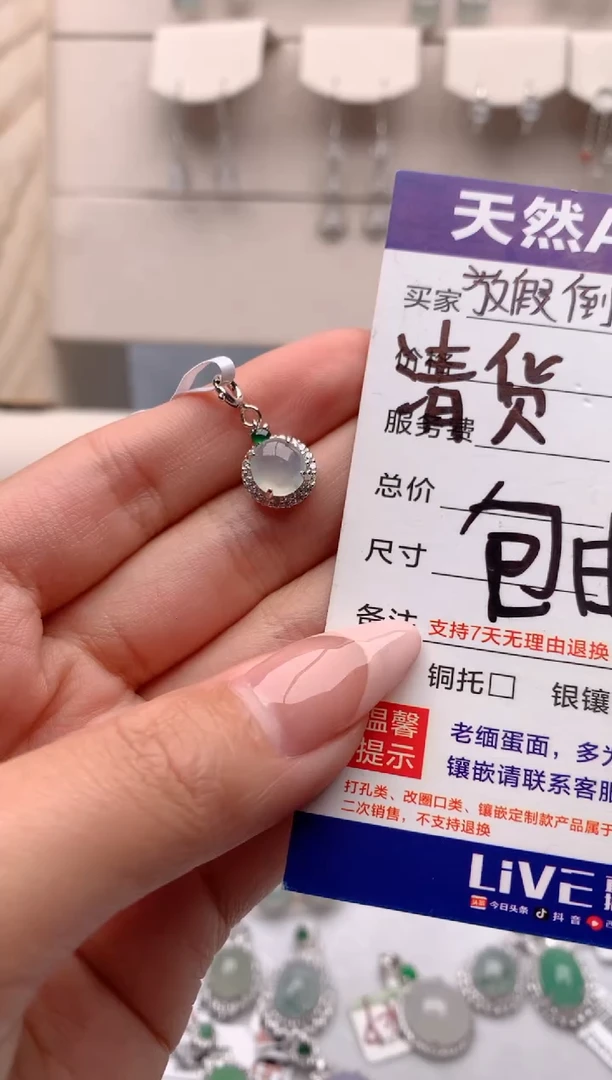 天然A
买家 放假倒
价格 清货
服务费
总价
尺寸 包由
备注 支持7天无理由退换
铜托□ 银镶
温馨
提示
老缅蛋面，多为
镶嵌请联系客服
打孔类、改圈口类、镶嵌定制款产品属于
二次销售，不支持退换
LiVE
头条 今日头条 抖音